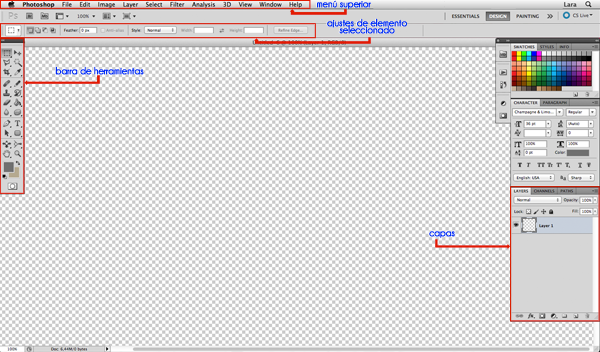 Photoshop File Edit Image Layer Select Filter Analysis 3D View Window Help
Lara
menú superior
100%
ESSENTIALS DESIGN PAINTING CS Live
ajustes de elemento
seleccionado
Feather: 0 px Anti-alias Style: Normal Width: Height: Refine Edge...
barra de herramientas
SWATCHES STYLES INFO
CHARACTER PARAGRAPH
Champagne & Limo... Regular
36 pt (Auto)
0
100% 100%
0 pt Color:
English: USA Sharp
LAYERS CHANNELS PATHS
Normal Opacity: 100%
Lock: Fill: 100%
Layer 1
capas
100% Doc: 5,44M/0 bytes